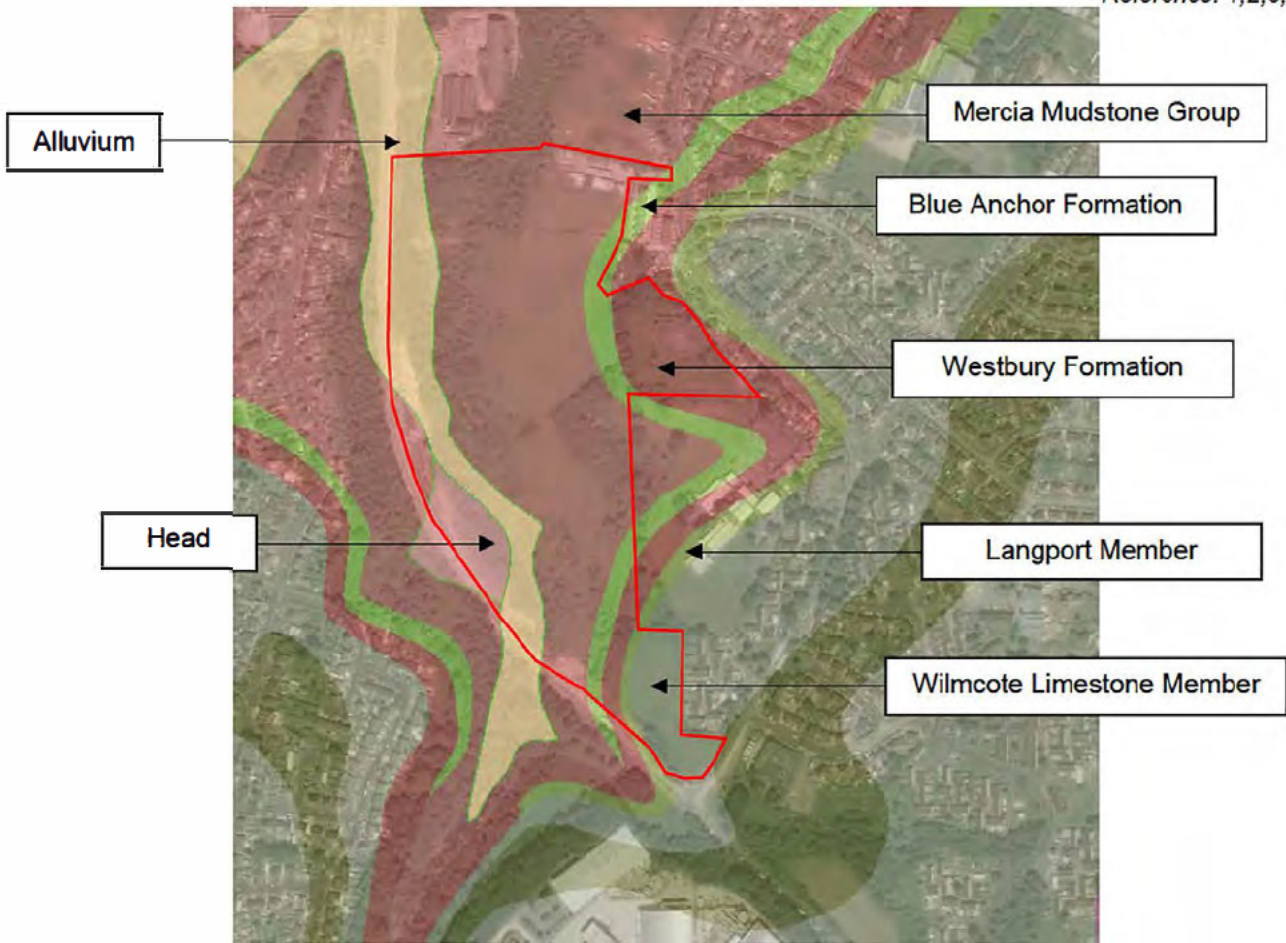 Alluvium
Mercia Mudstone Group
Blue Anchor Formation
Westbury Formation
Head
Langport Member
Wilmcote Limestone Member